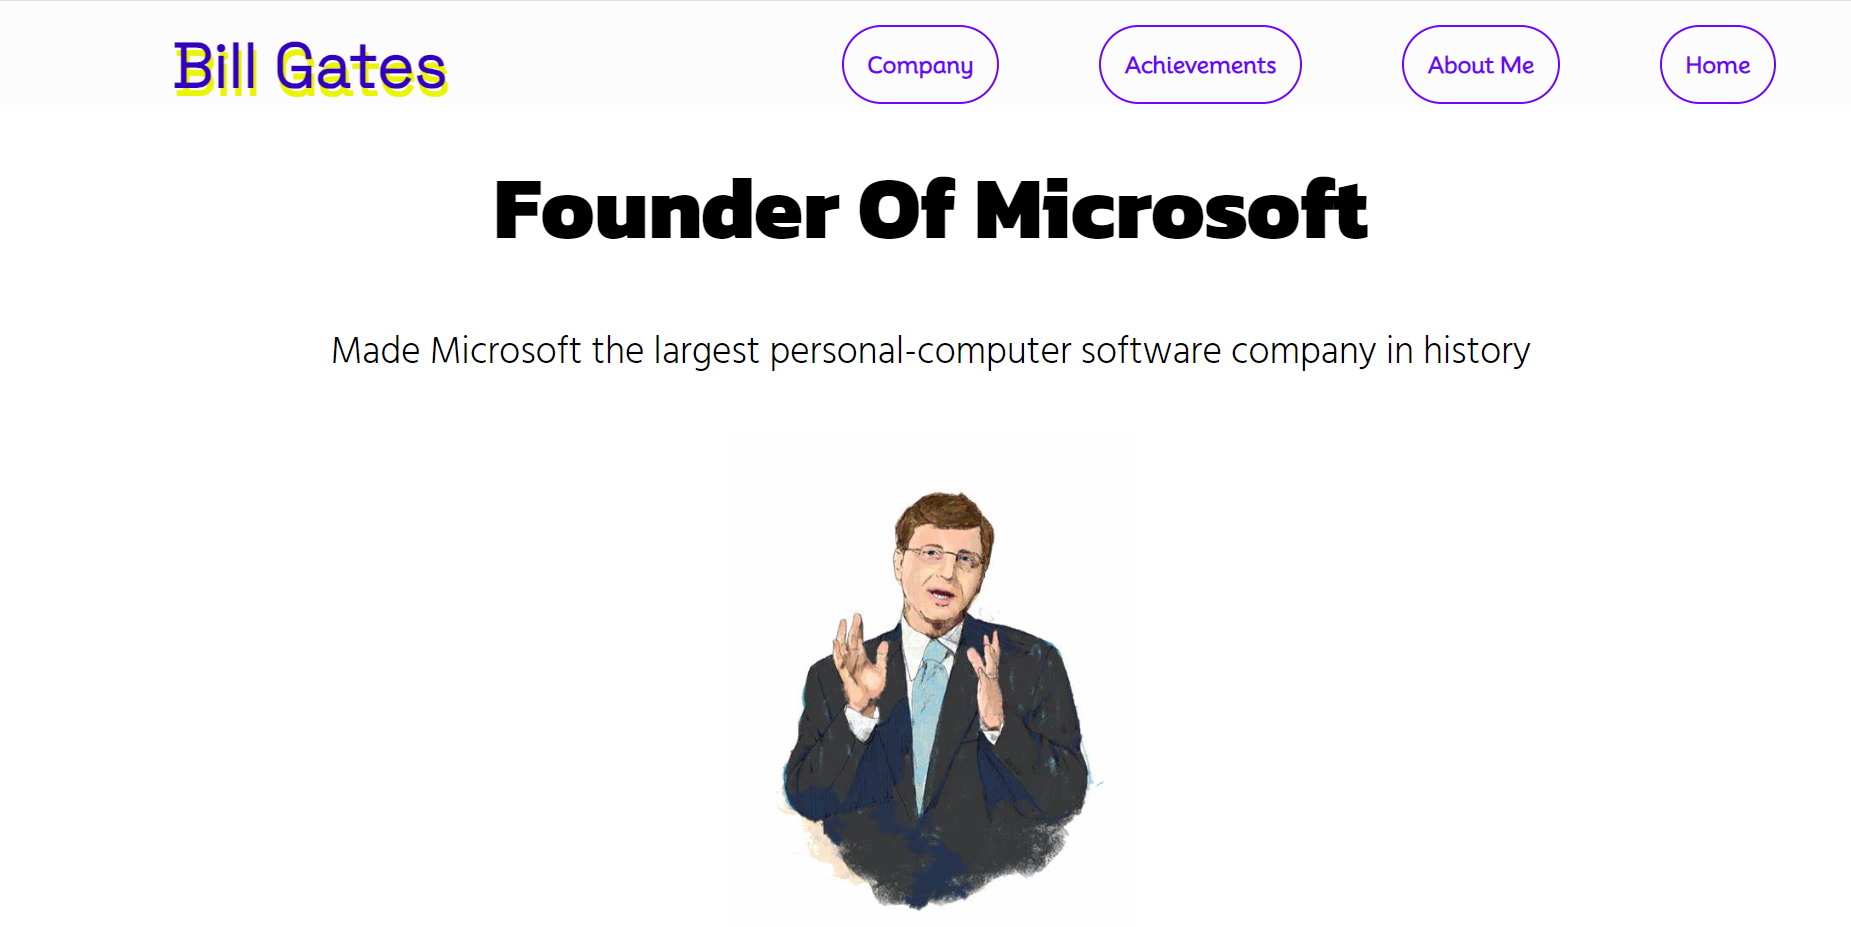 Bill Gates
Company
Achievements
About Me
Home
Founder Of Microsoft
Made Microsoft the largest personal-computer software company in history